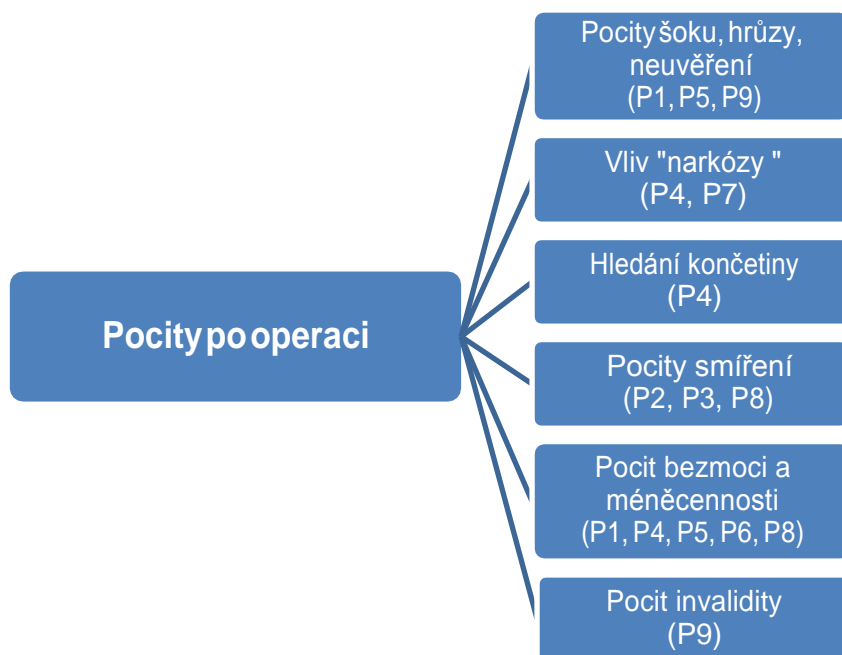 Pocity šoku, hrůzy,
neuvěření
(P1, P5, P9)
Vliv "narkózy "
(P4, P7)
Hledání končetiny
(P4)
Pocity po operaci
Pocity smíření
(P2, P3, P8)
Pocit bezmoci a
méněcennosti
(P1, P4, P5, P6, P8)
Pocit invalidity
(P9)